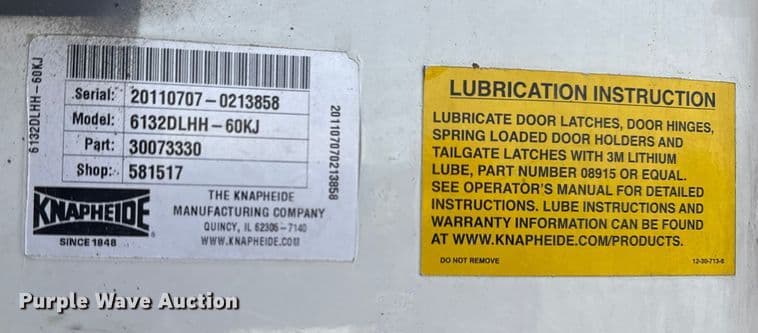 6132DLHH-60KJ
Serial: 20110707-0213858
Model: 6132DLHH-60KJ
Part: 30073330
Shop: 581517
201107070213858
KNAPHEIDE
SINCE 1848
THE KNAPHEIDE
MANUFACTURING COMPANY
QUINCY, IL 62305-7140
WWW.KNAPHEIDE.COM
LUBRICATION INSTRUCTION
LUBRICATE DOOR LATCHES, DOOR HINGES,
SPRING LOADED DOOR HOLDERS AND
TAILGATE LATCHES WITH 3M LITHIUM
LUBE, PART NUMBER 08915 OR EQUAL.
SEE OPERATOR'S MANUAL FOR DETAILED
INSTRUCTIONS. LUBE INSTRUCTIONS AND
WARRANTY INFORMATION CAN BE FOUND
AT WWW.KNAPHEIDE.COM/PRODUCTS.
DO NOT REMOVE
12-30-713-6
Purple Wave Auction